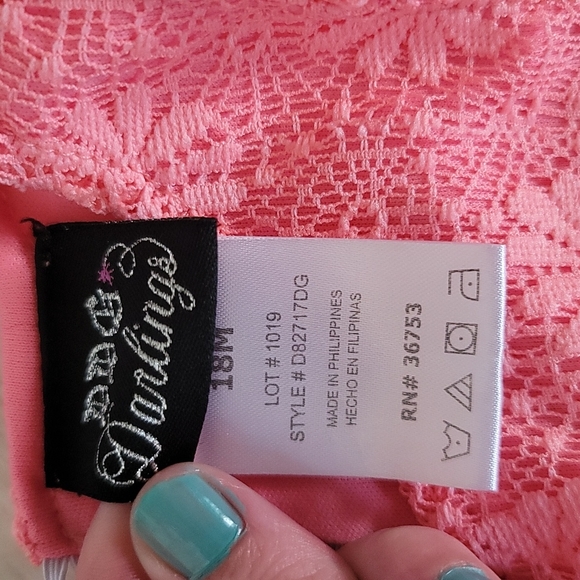 DDG
Darlings
18M
LOT # 1019
STYLE # D82717DG
MADE IN PHILIPPINES
HECHO EN FILIPINAS
RN# 36753